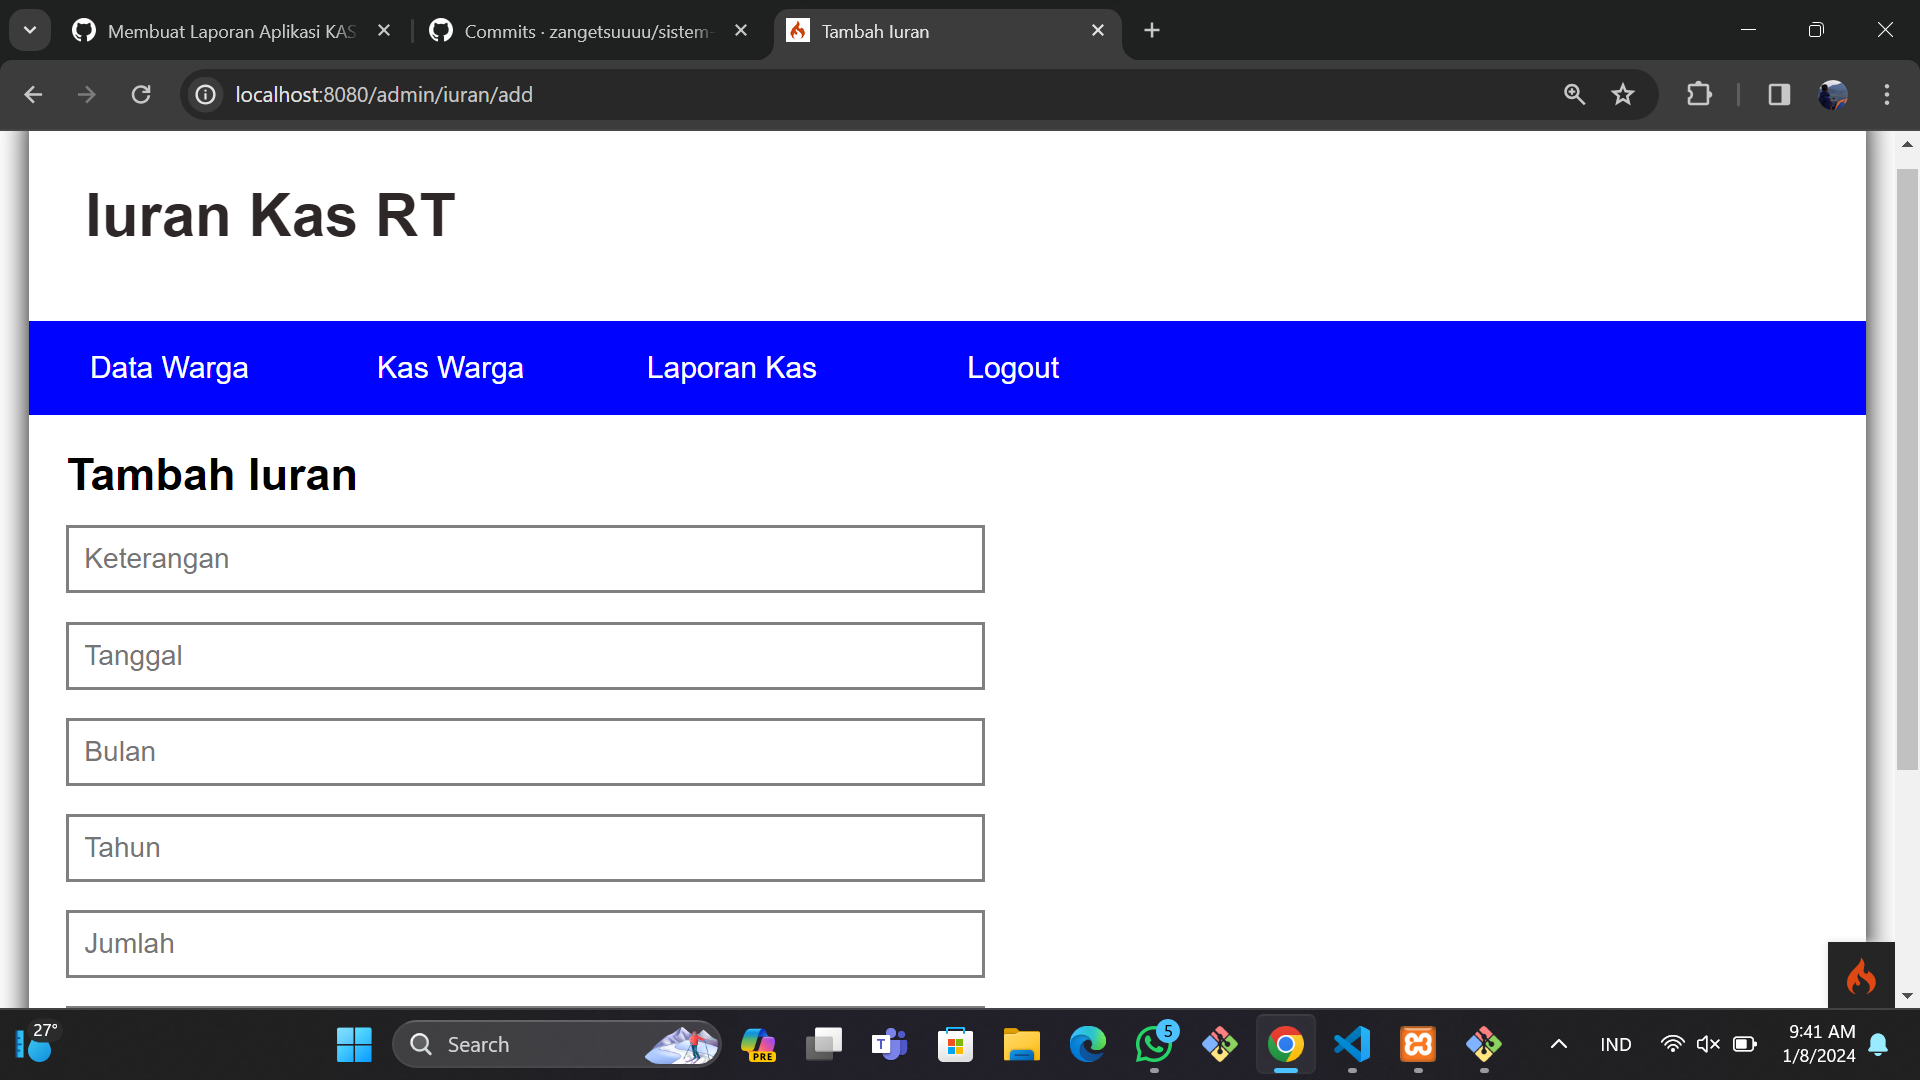 Membuat Laporan Aplikasi KAS
Commits · zangetsuuuu/sistem-
Tambah Iuran
localhost:8080/admin/iuran/add
Iuran Kas RT
Data Warga
Kas Warga
Laporan Kas
Logout
Tambah Iuran
Keterangan
Tanggal
Bulan
Tahun
Jumlah
27°
Search
PRE
T
5
IND
9:41 AM
1/8/2024